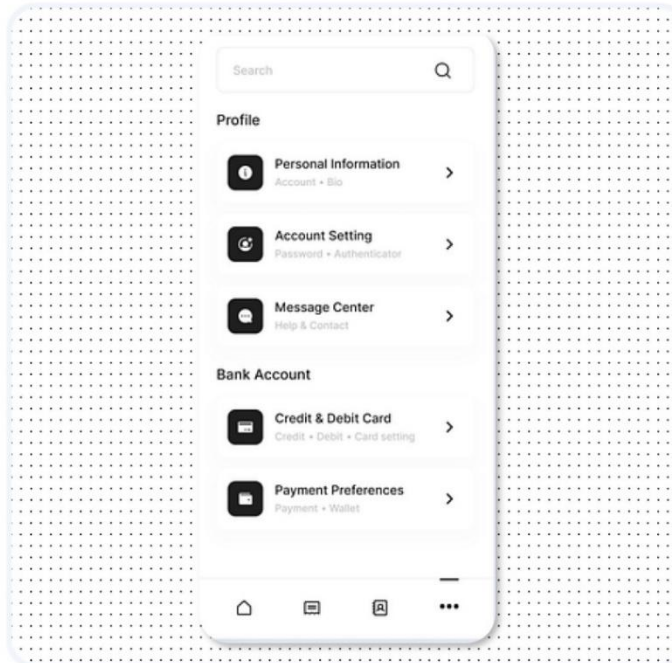 Search
Profile
Personal Information
Account • Bio
Account Setting
Password • Authenticator
Message Center
Help & Contact
Bank Account
Credit & Debit Card
Credit • Debit • Card setting
Payment Preferences
Payment • Wallet